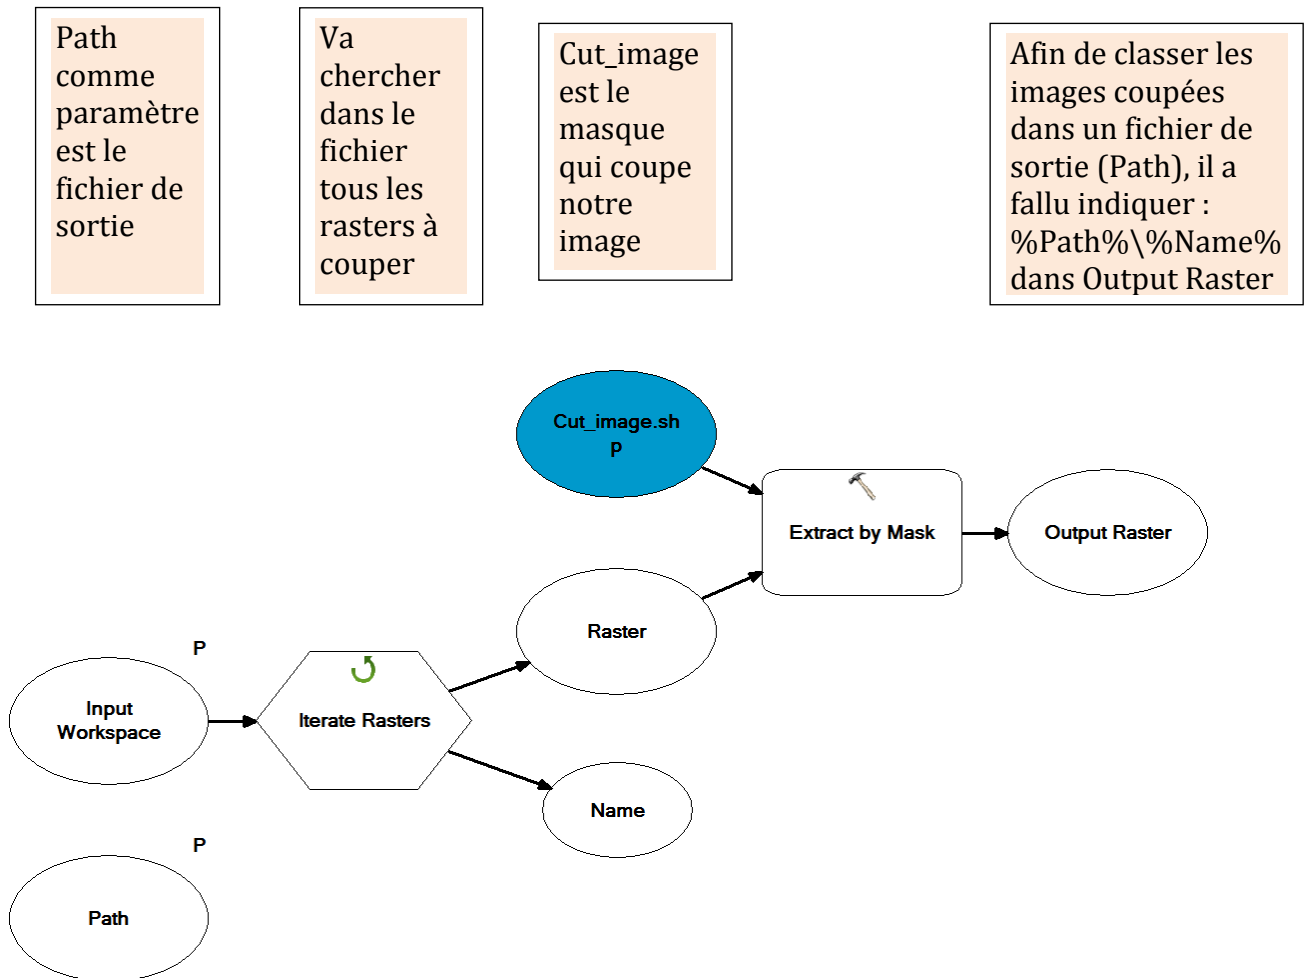 Path
comme
paramètre
est le
fichier de
sortie
Va
chercher
dans le
fichier
tous les
rasters à
couper
Cut_image
est le
masque
qui coupe
notre
image
Afin de classer les
images coupées
dans un fichier de
sortie (Path), il a
fallu indiquer :
%Path%\%Name%
dans Output Raster
Cut_image.sh
p
Extract by Mask
Output Raster
Raster
P
Input
Workspace
Iterate Rasters
Name
P
Path